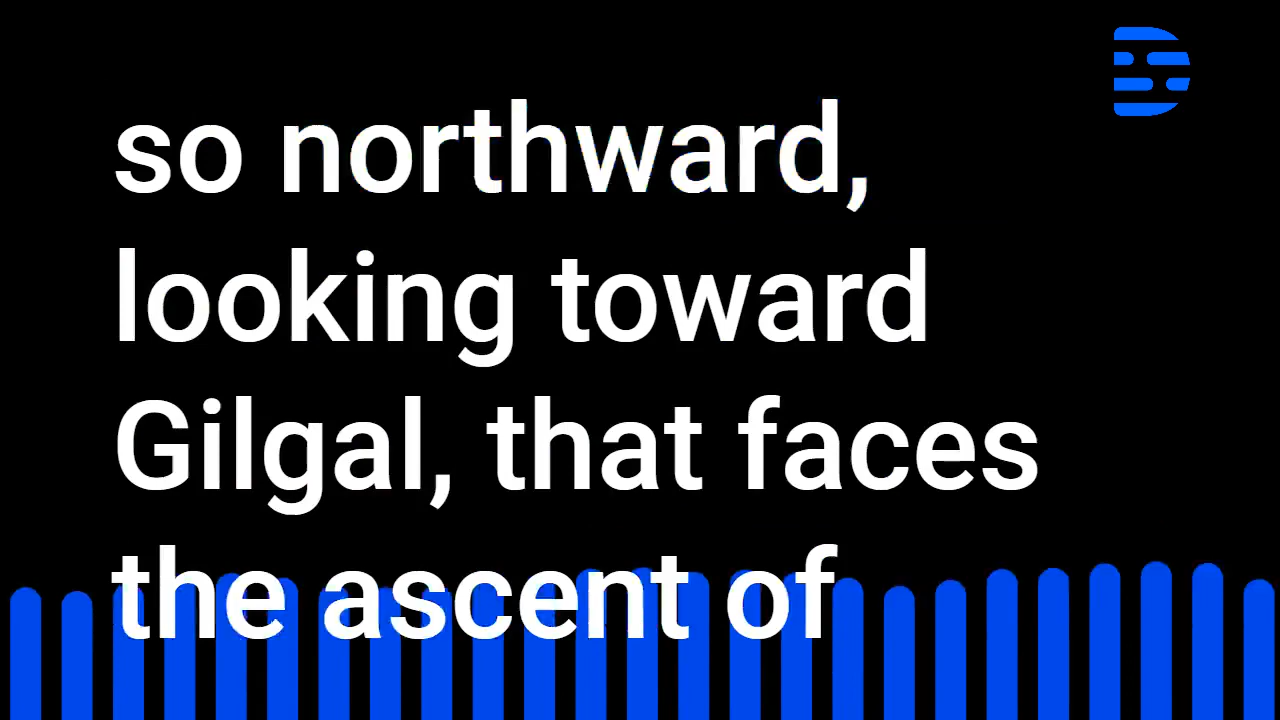 so northward,
looking toward
Gilgal, that faces
the ascent of